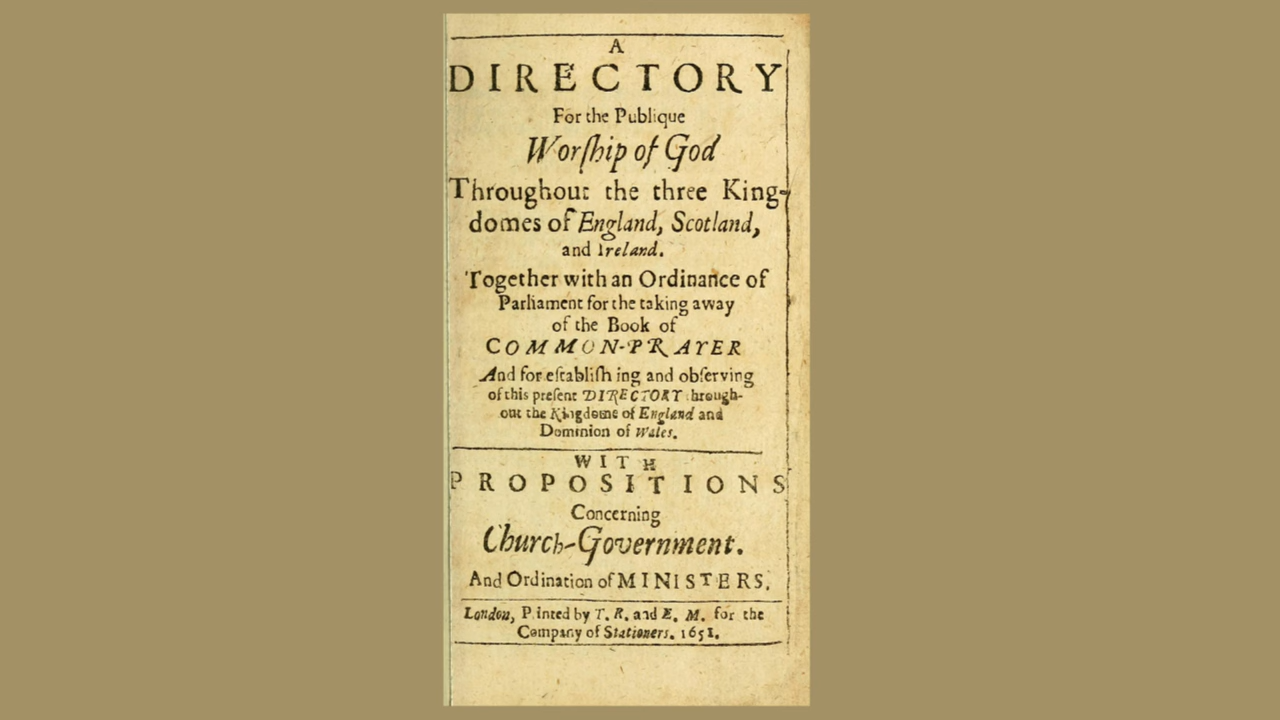 A
DIRECTORY
For the Publique
Worſhip of God
Throughout the three King-
domes of England, Scotland,
and Ireland.
Together with an Ordinance of
Parliament for the taking away
of the Book of
COMMON-PRAYER
And for eſtabliſh ing and obſerving
of this preſent DIRECTORY through-
out the Kingdome of England and
Dominion of Wales.
WITH
PROPOSITIONS
Concerning
Church-Government.
And Ordination of MINISTERS.
London, Printed by T. R. and E. M. for the
Company of Stationers. 1651.